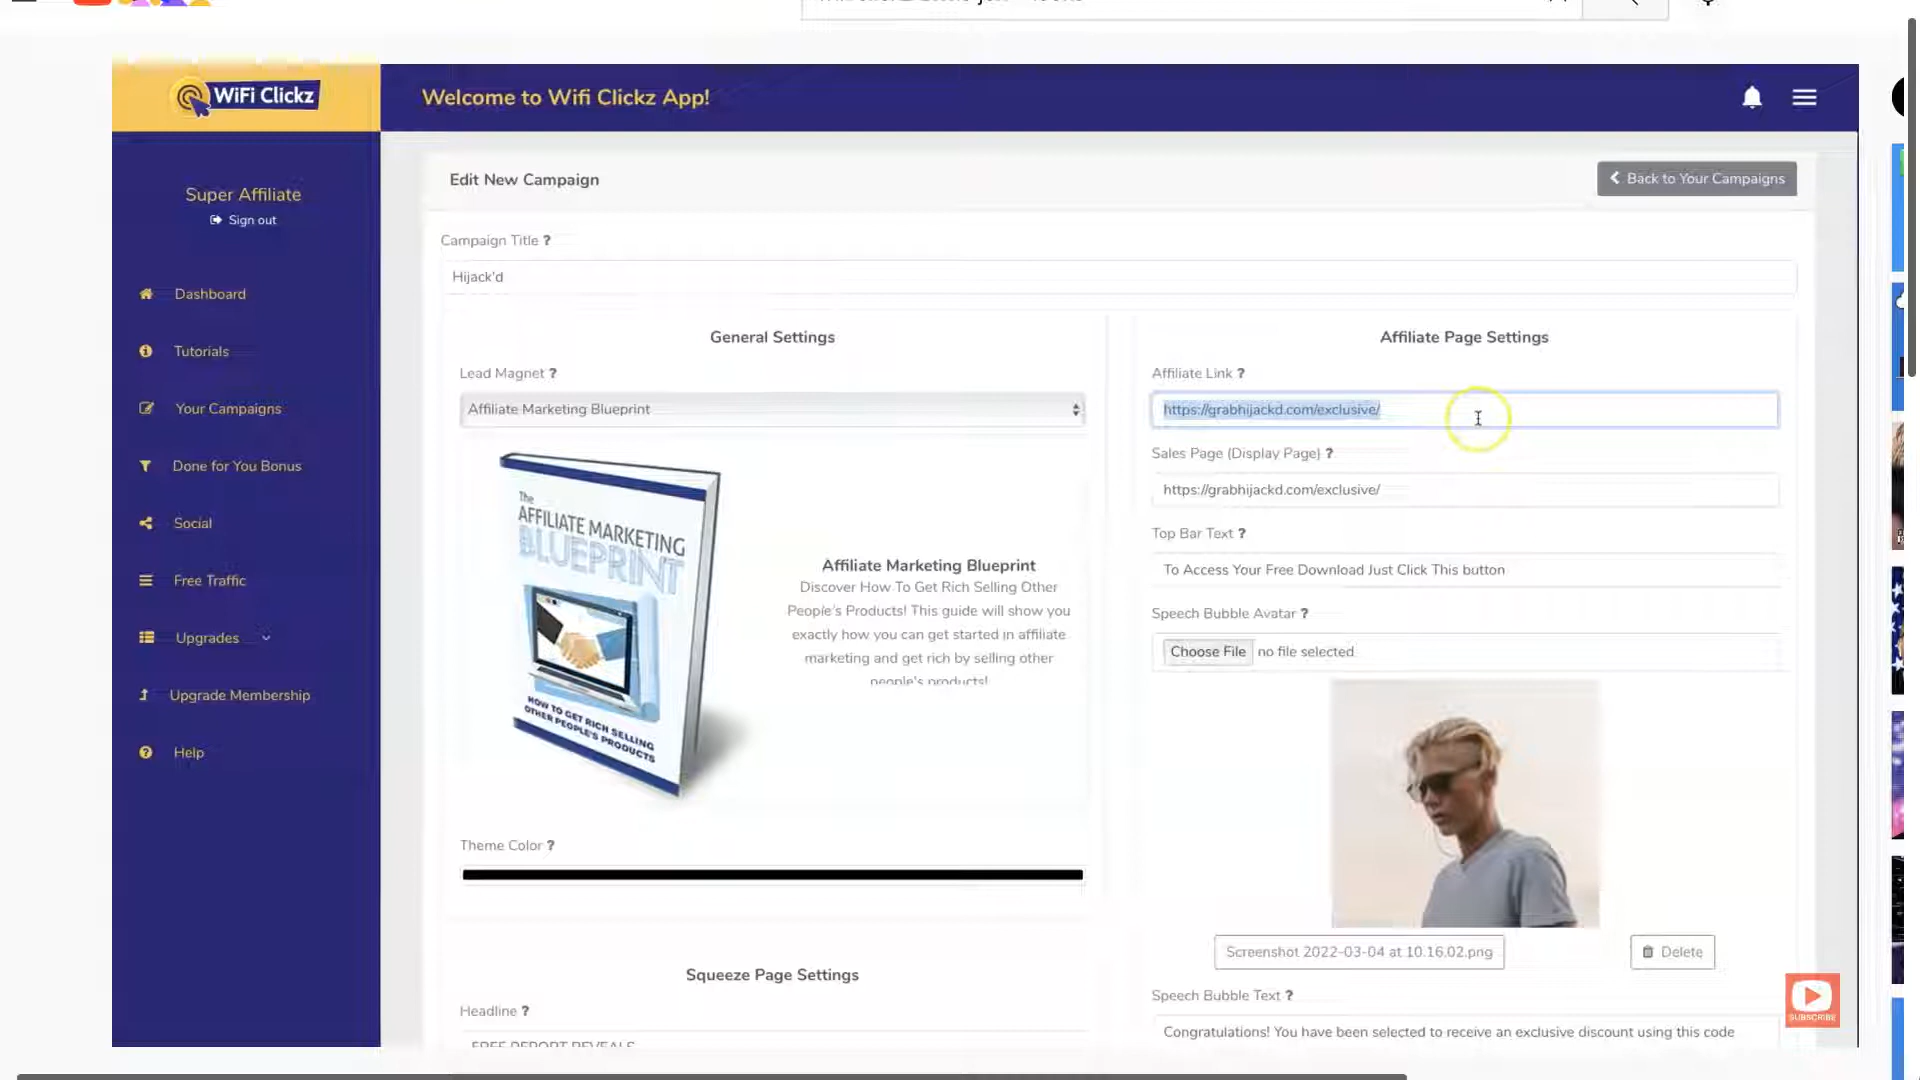 WiFi Clickz
Welcome to Wifi Clickz App!
Super Affiliate
Sign out
Dashboard
Tutorials
Your Campaigns
Done for You Bonus
Social
Free Traffic
Upgrades
Upgrade Membership
Help
Edit New Campaign
Back to Your Campaigns
Campaign Title ?
Hijack'd
General Settings
Lead Magnet ?
Affiliate Marketing Blueprint
The
AFFILIATE MARKETING
BLUEPRINT
HOW TO GET RICH SELLING
OTHER PEOPLE'S PRODUCTS
Affiliate Marketing Blueprint
Discover How To Get Rich Selling Other
People's Products! This guide will show you
exactly how you can get started in affiliate
marketing and get rich by selling other
people's products!
Theme Color ?
Squeeze Page Settings
Headline ?
FREE REPORT REVEALS
Affiliate Page Settings
Affiliate Link ?
https://grabhijackd.com/exclusive/
Sales Page (Display Page) ?
https://grabhijackd.com/exclusive/
Top Bar Text ?
To Access Your Free Download Just Click This button
Speech Bubble Avatar ?
Choose File no file selected
Screenshot 2022-03-04 at 10.16.02.png
Delete
Speech Bubble Text ?
Congratulations! You have been selected to receive an exclusive discount using this code
SUBSCRIBE